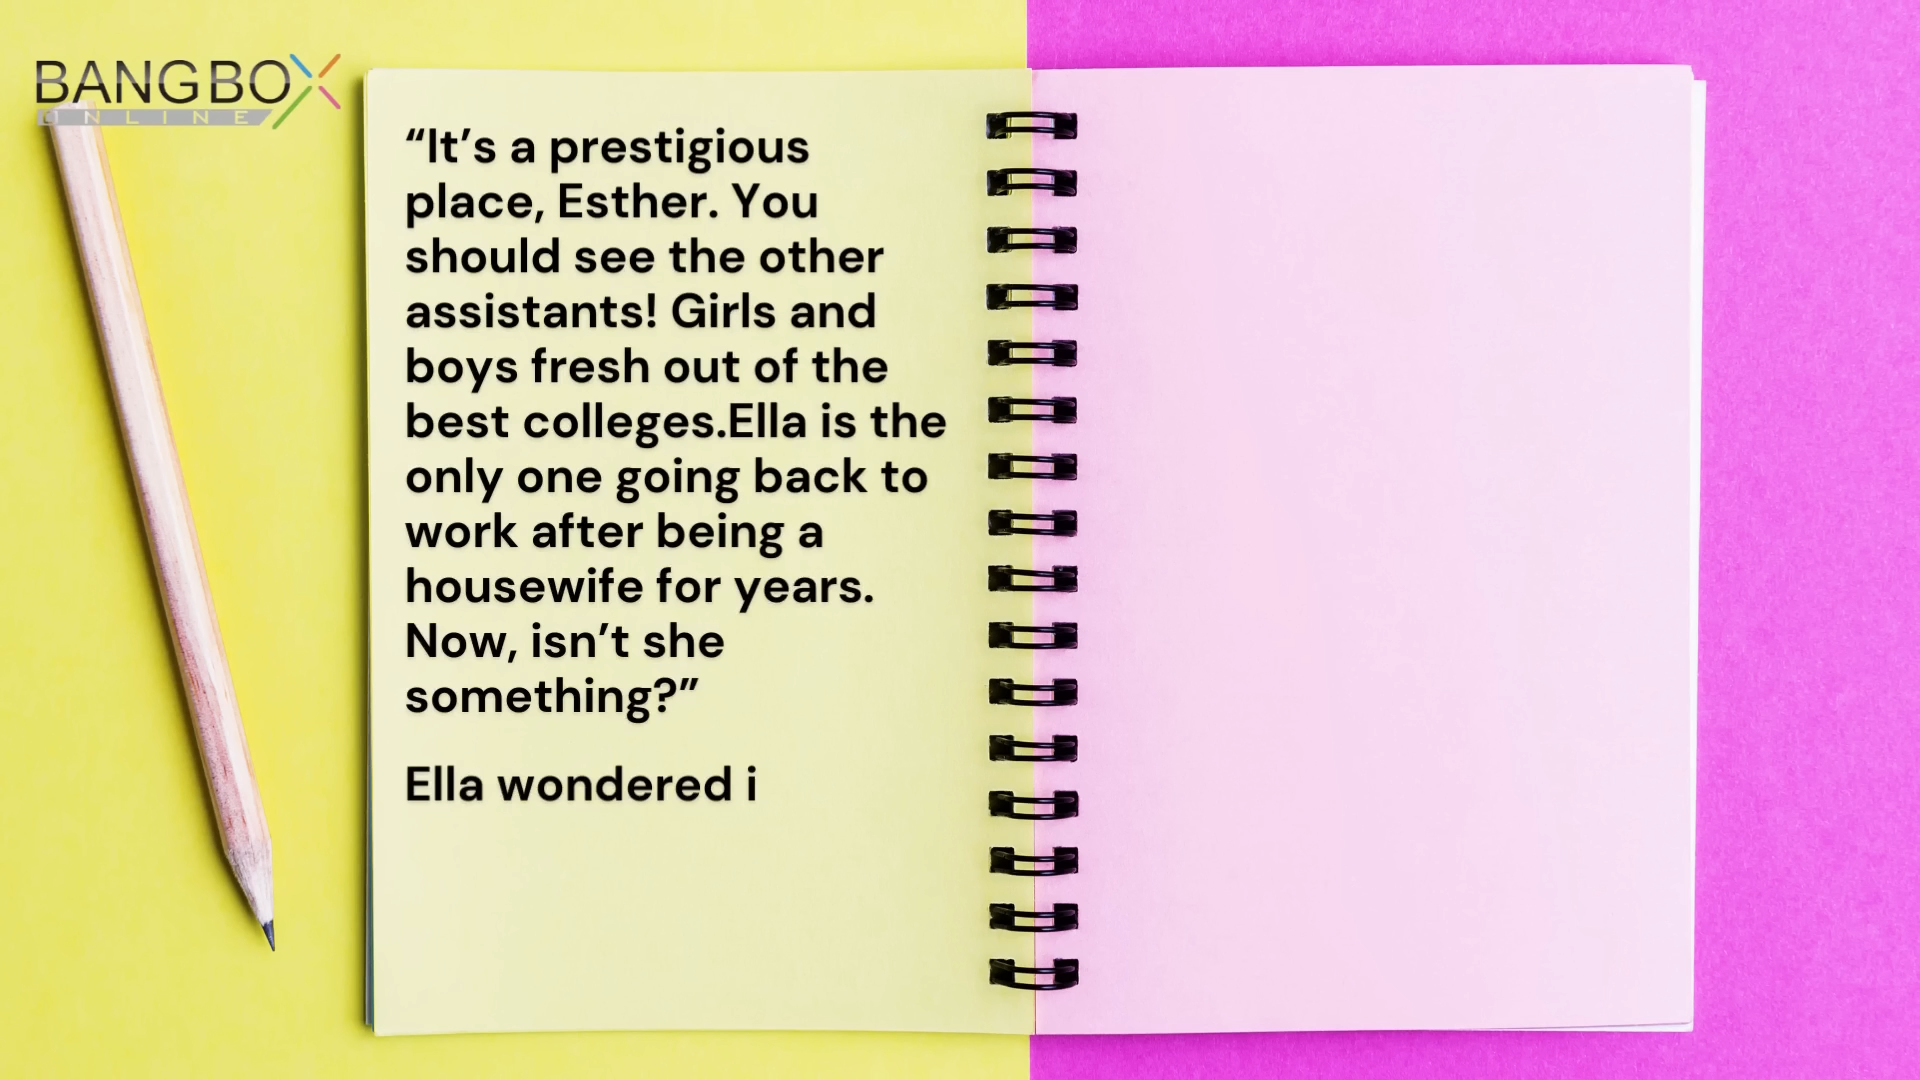 BANGBOX
ONLINE
“It’s a prestigious
place, Esther. You
should see the other
assistants! Girls and
boys fresh out of the
best colleges.Ella is the
only one going back to
work after being a
housewife for years.
Now, isn’t she
something?”
Ella wondered i